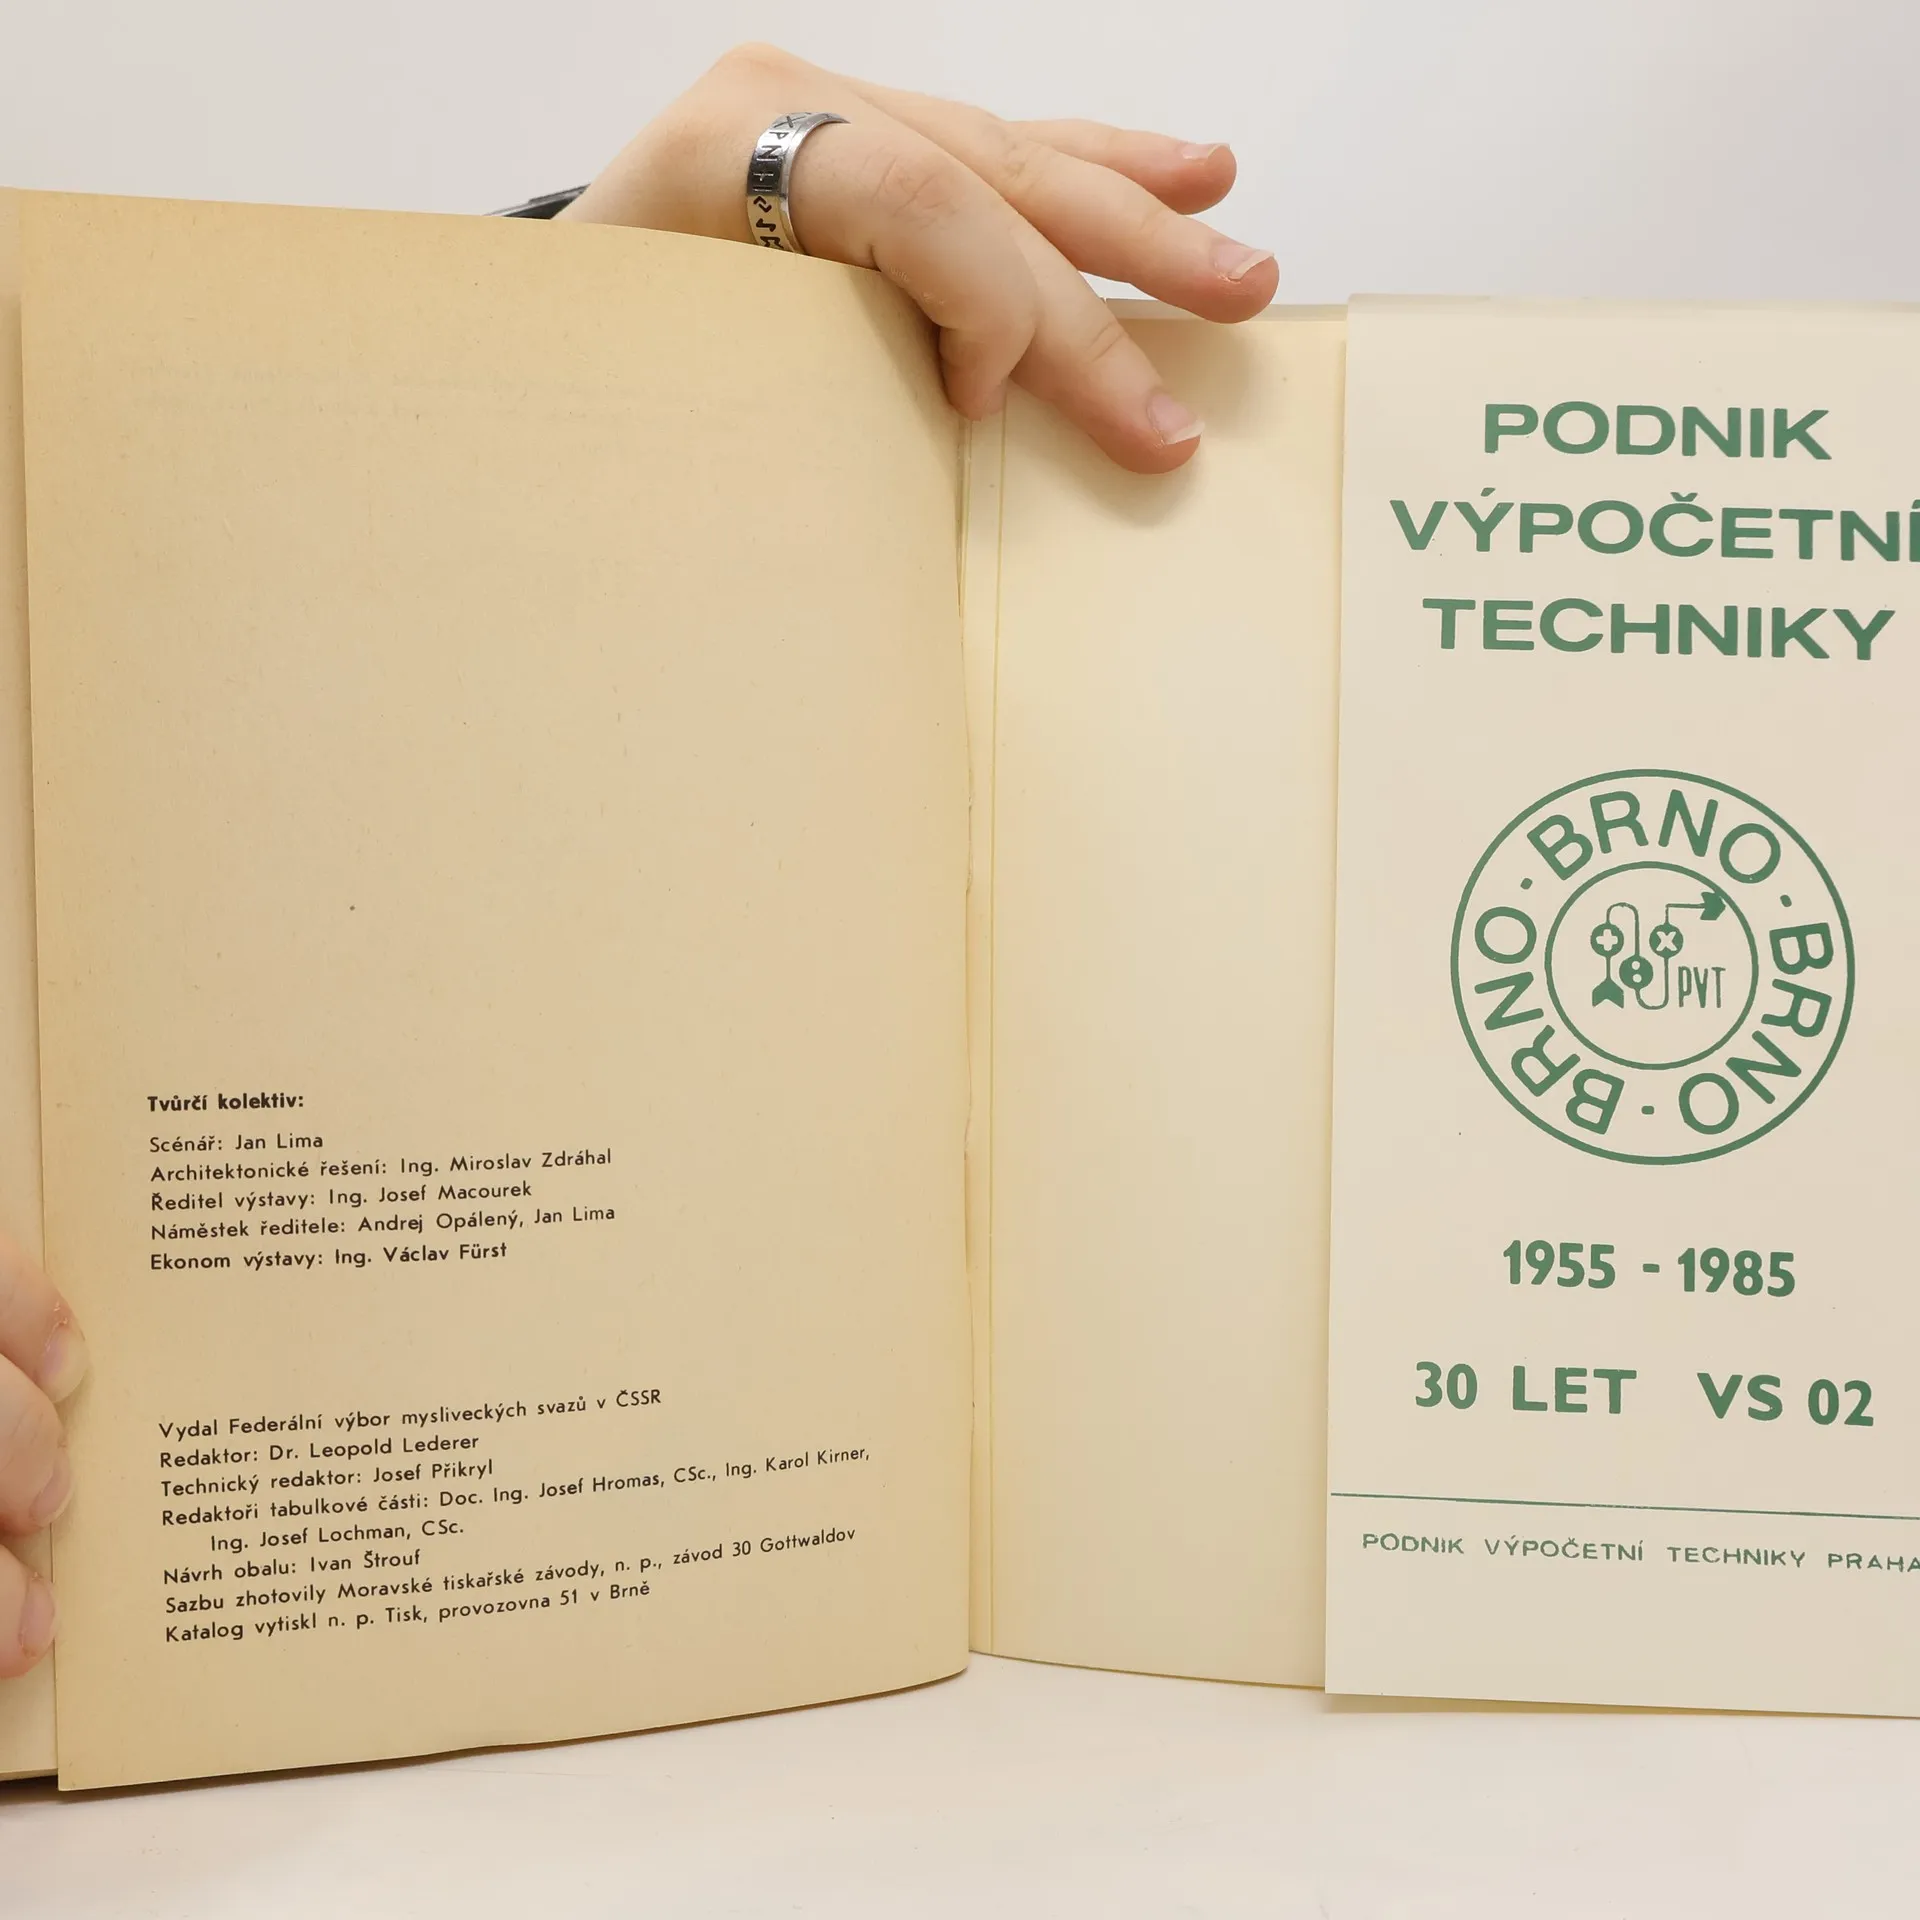 Tvůrčí kolektiv:
Scénář: Jan Lima
Architektonické řešení: Ing. Miroslav Zdráhal
Ředitel výstavy: Ing. Josef Macourek
Náměstek ředitele: Andrej Opálený, Jan Lima
Ekonom výstavy: Ing. Václav Fürst
Vydal Federální výbor mysliveckých svazů v ČSSR
Redaktor: Dr. Leopold Lederer
Technický redaktor: Josef Přikryl
Redaktoři tabulkové části: Doc. Ing. Josef Hromas, CSc., Ing. Karol Kirner,
Ing. Josef Lochman, CSc.
Návrh obalu: Ivan Štrouf
Sazbu zhotovily Moravské tiskařské závody, n. p., závod 30 Gottwaldov
Katalog vytiskl n. p. Tisk, provozovna 51 v Brně
PODNIK
VÝPOČETNÍ
TECHNIKY
BRNO · BRNO · BRNO ·
PVT
1955 - 1985
30 LET VS 02
PODNIK VÝPOČETNÍ TECHNIKY PRAHA